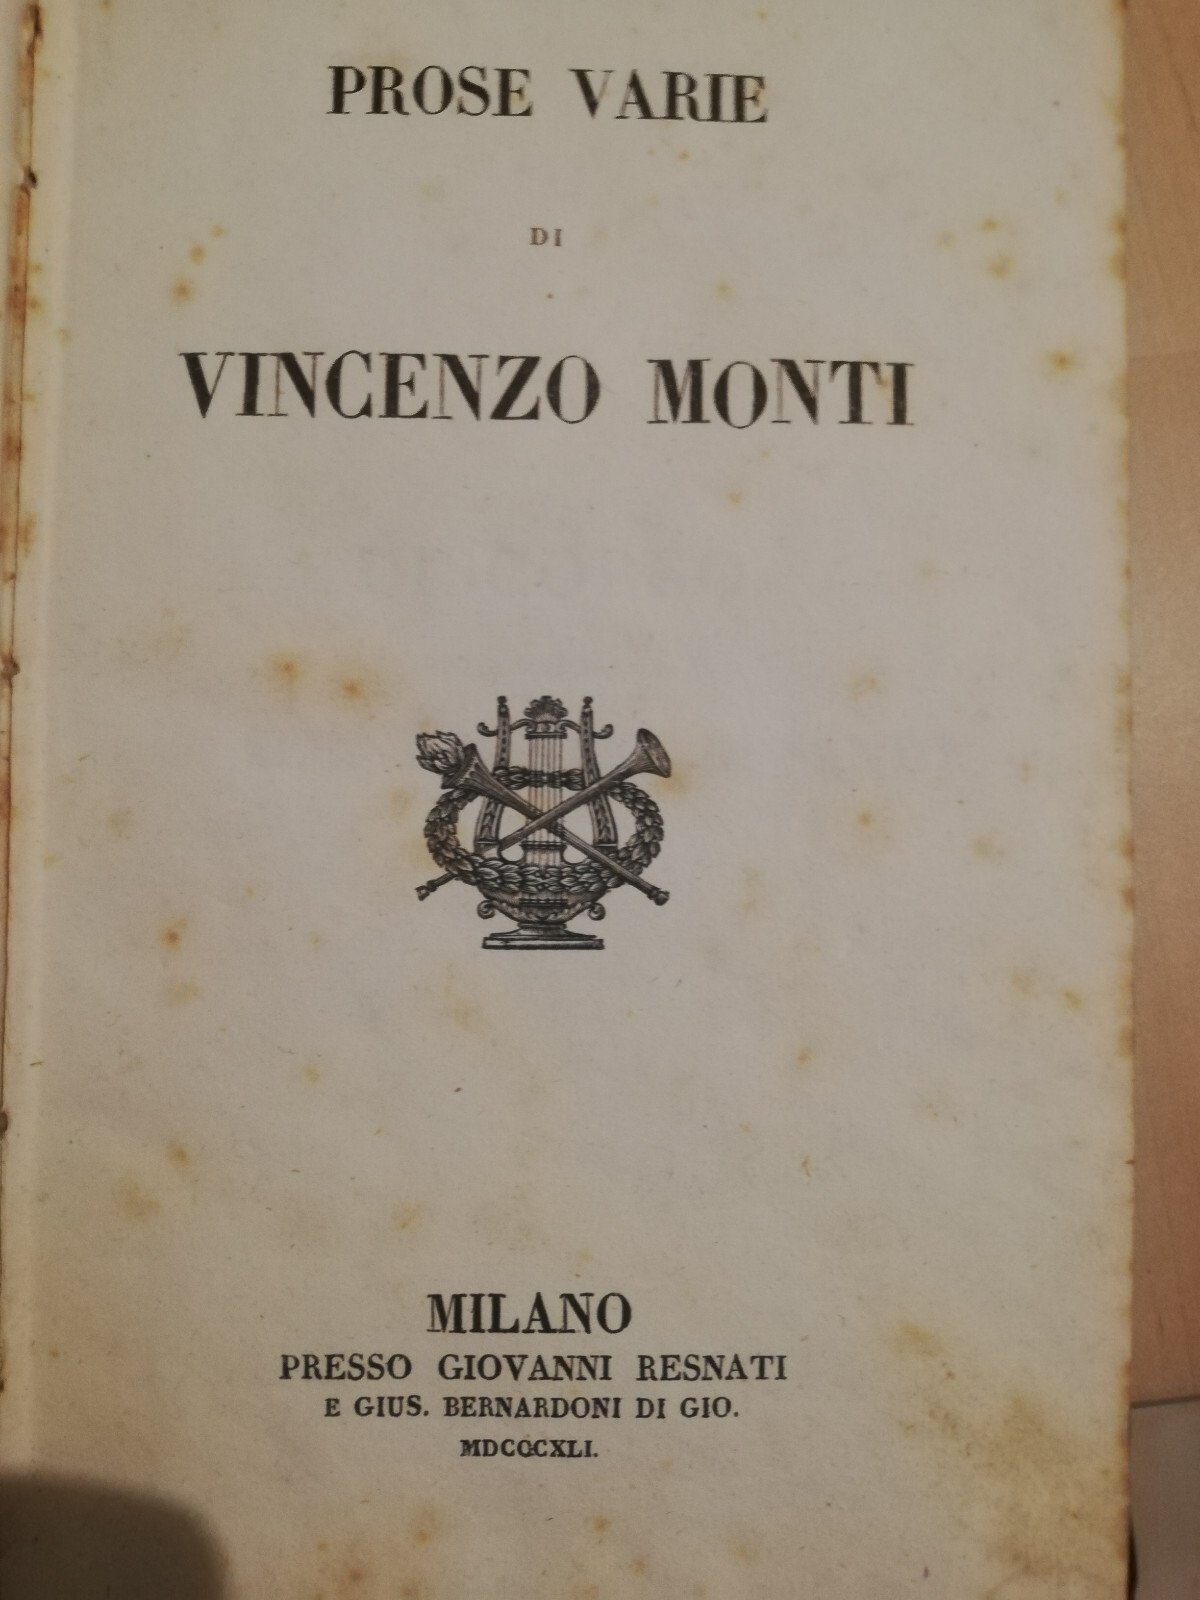 PROSE VARIE
DI
VINCENZO MONTI
MILANO
PRESSO GIOVANNI RESNATI
E GIUS. BERNARDONI DI GIO.
MDCCCXLI.